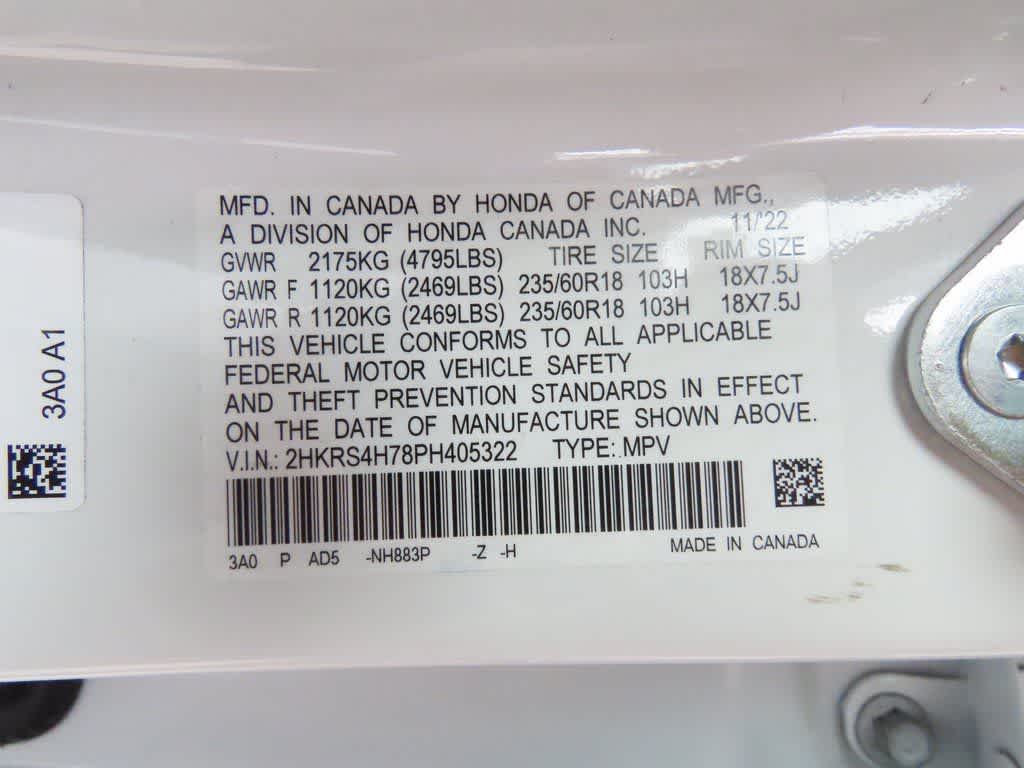 MFD. IN CANADA BY HONDA OF CANADA MFG.,
A DIVISION OF HONDA CANADA INC. 11/'22
GVWR 2175KG (4795LBS) TIRE SIZE RIM SIZE
GAWR F 1120KG (2469LBS) 235/60R18 103H 18X7.5J
GAWR R 1120KG (2469LBS) 235/60R18 103H 18X7.5J
THIS VEHICLE CONFORMS TO ALL APPLICABLE
FEDERAL MOTOR VEHICLE SAFETY
AND THEFT PREVENTION STANDARDS IN EFFECT
ON THE DATE OF MANUFACTURE SHOWN ABOVE.
V.I.N.: 2HKRS4H78PH405322 TYPE: MPV
3A0 P AD5 -NH883P -Z -H MADE IN CANADA
3A0 A1